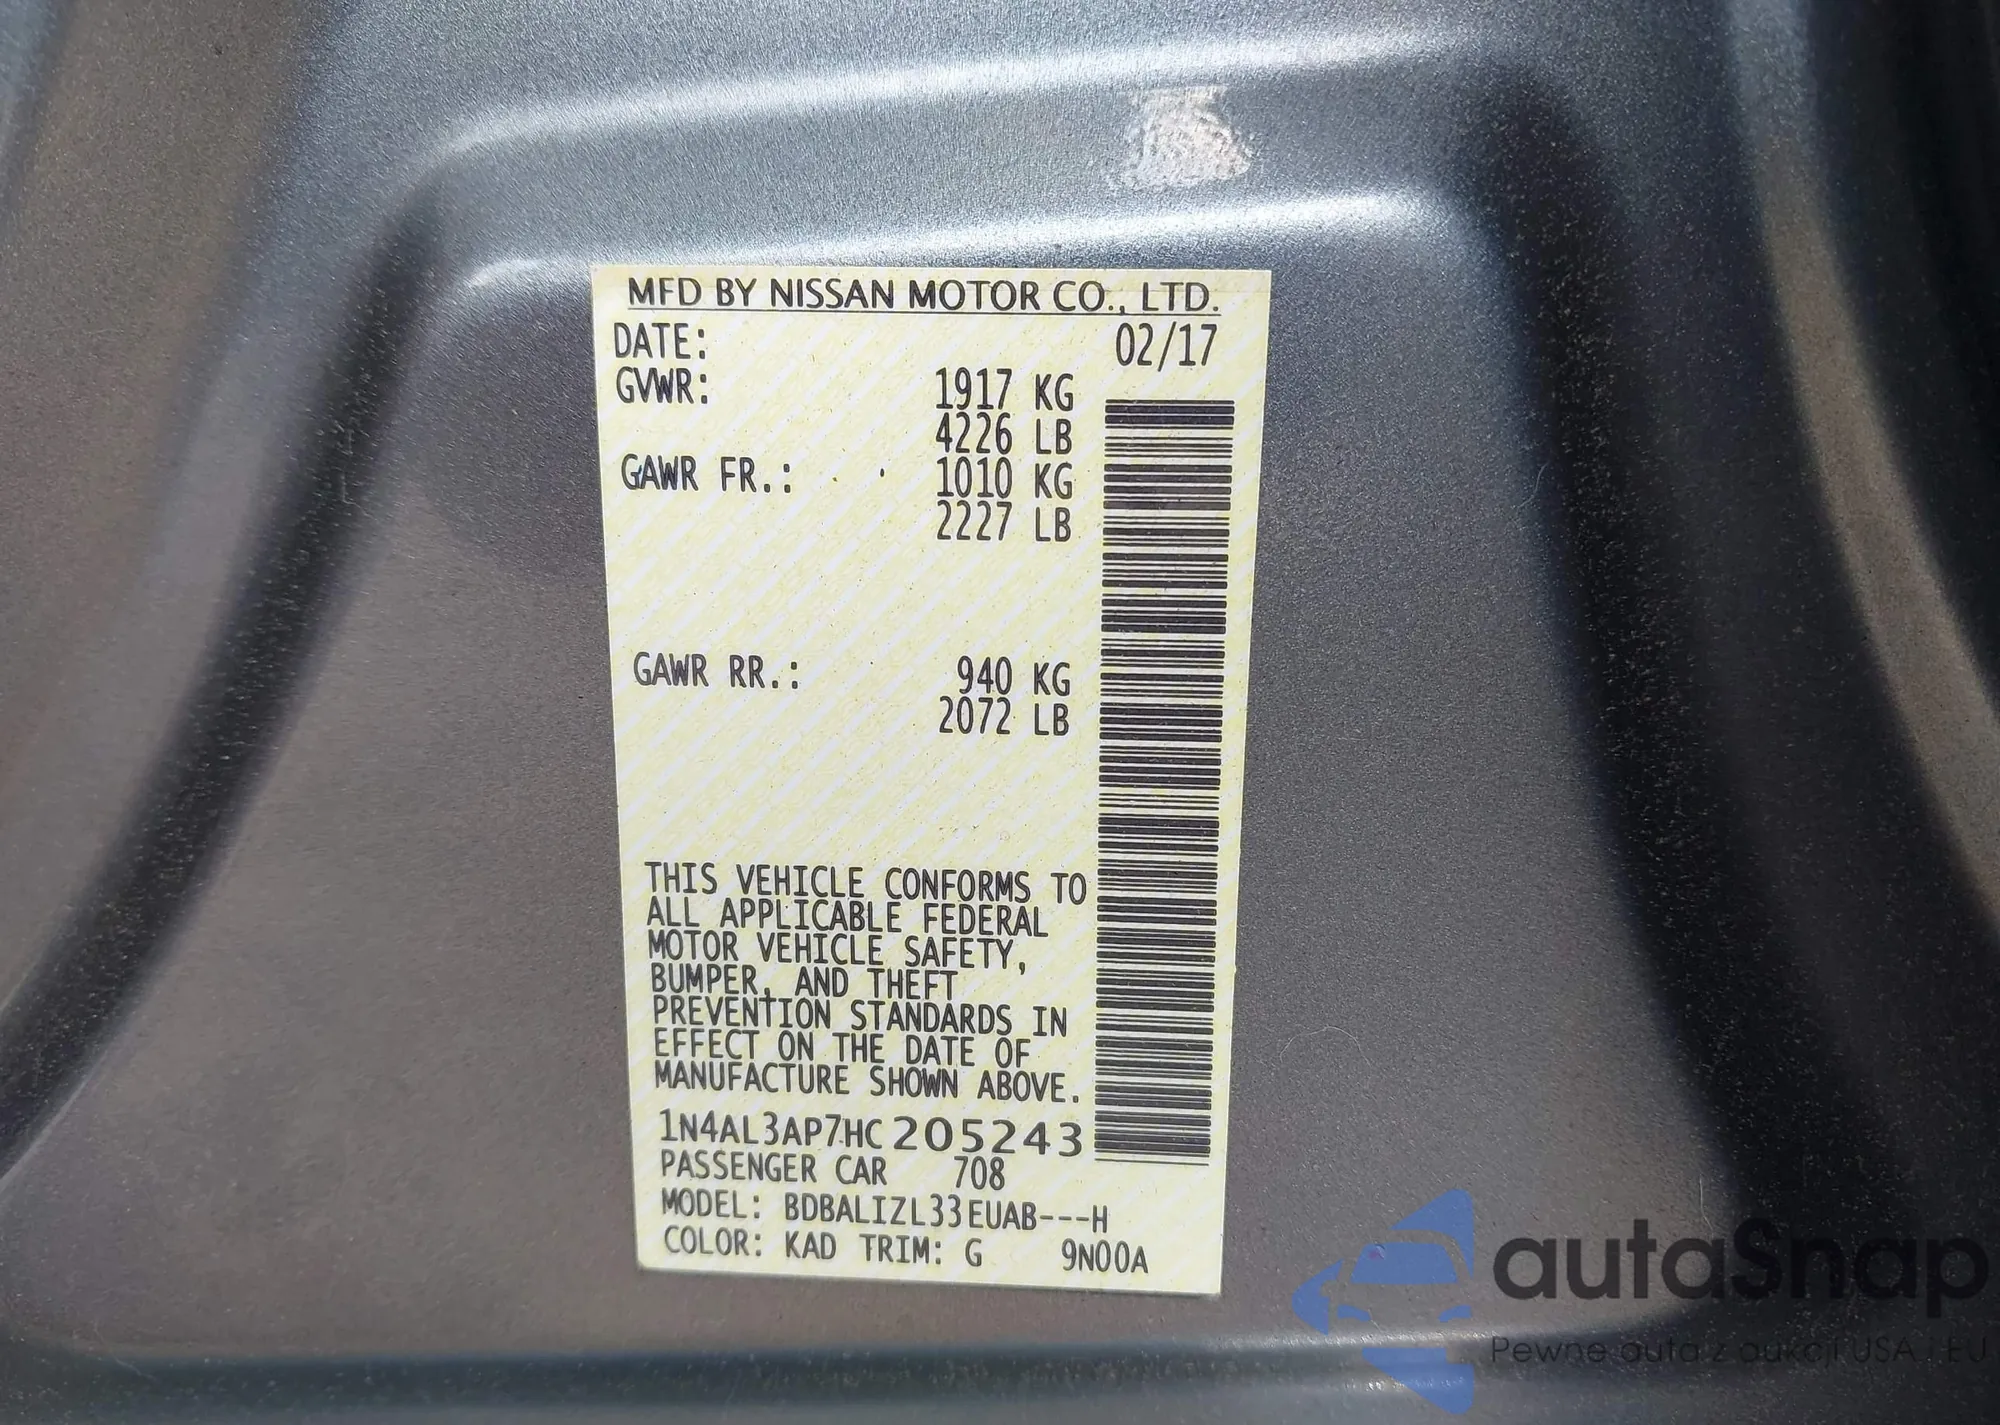 MFD BY NISSAN MOTOR CO., LTD.
DATE: 02/17
GVWR: 1917 KG
4226 LB
GAWR FR.: 1010 KG
2227 LB
GAWR RR.: 940 KG
2072 LB
THIS VEHICLE CONFORMS TO
ALL APPLICABLE FEDERAL
MOTOR VEHICLE SAFETY,
BUMPER, AND THEFT
PREVENTION STANDARDS IN
EFFECT ON THE DATE OF
MANUFACTURE SHOWN ABOVE.
1N4AL3AP7HC205243
PASSENGER CAR 708
MODEL: BDBALIZL33EUAB---H
COLOR: KAD TRIM: G 9N00A
autaSnap
Pewne auta z aukcji USA i EU